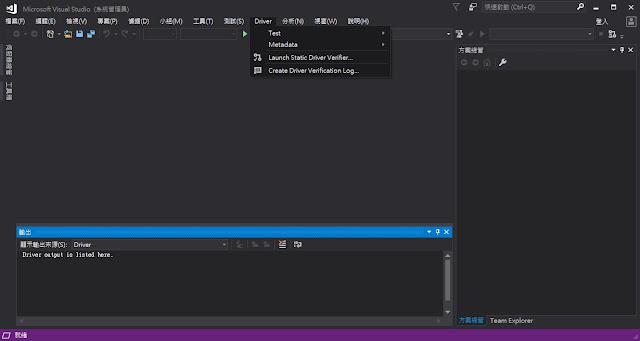 Microsoft Visual Studio (系統管理員)
快速啟動 (Ctrl+Q)
檔案(F) 編輯(E) 檢視(V) 專案(P) 偵錯(D) 小組(M) 工具(T) 測試(S) Driver 分析(N) 視窗(W) 說明(H)
登入
Test
Metadata
Launch Static Driver Verifier...
Create Driver Verification Log...
伺服器總管
工具箱
方案總管
輸出
顯示輸出來源(S): Driver
Driver output is listed here.
方案總管 Team Explorer
就緒